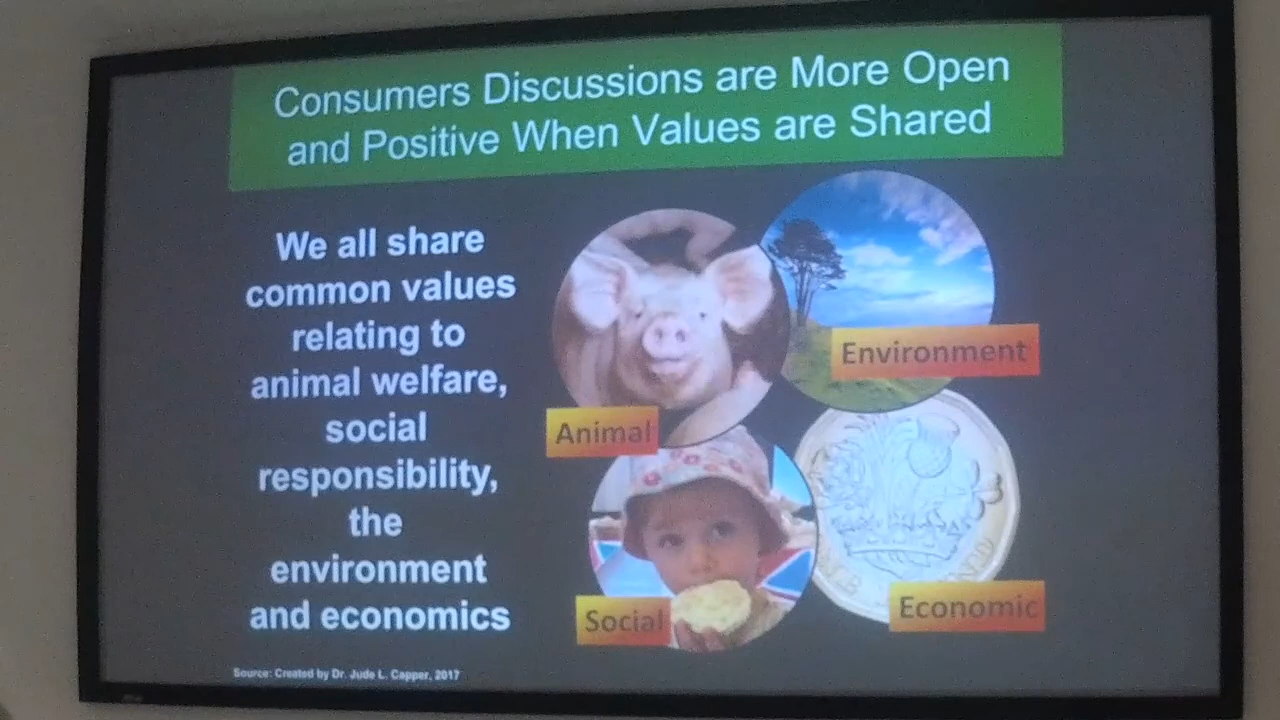 Consumers Discussions are More Open
and Positive When Values are Shared
We all share
common values
relating to
animal welfare,
social
responsibility,
the
environment
and economics
Animal
Environment
Social
Economic
Source: Created by Dr. Jude L. Capper, 2017